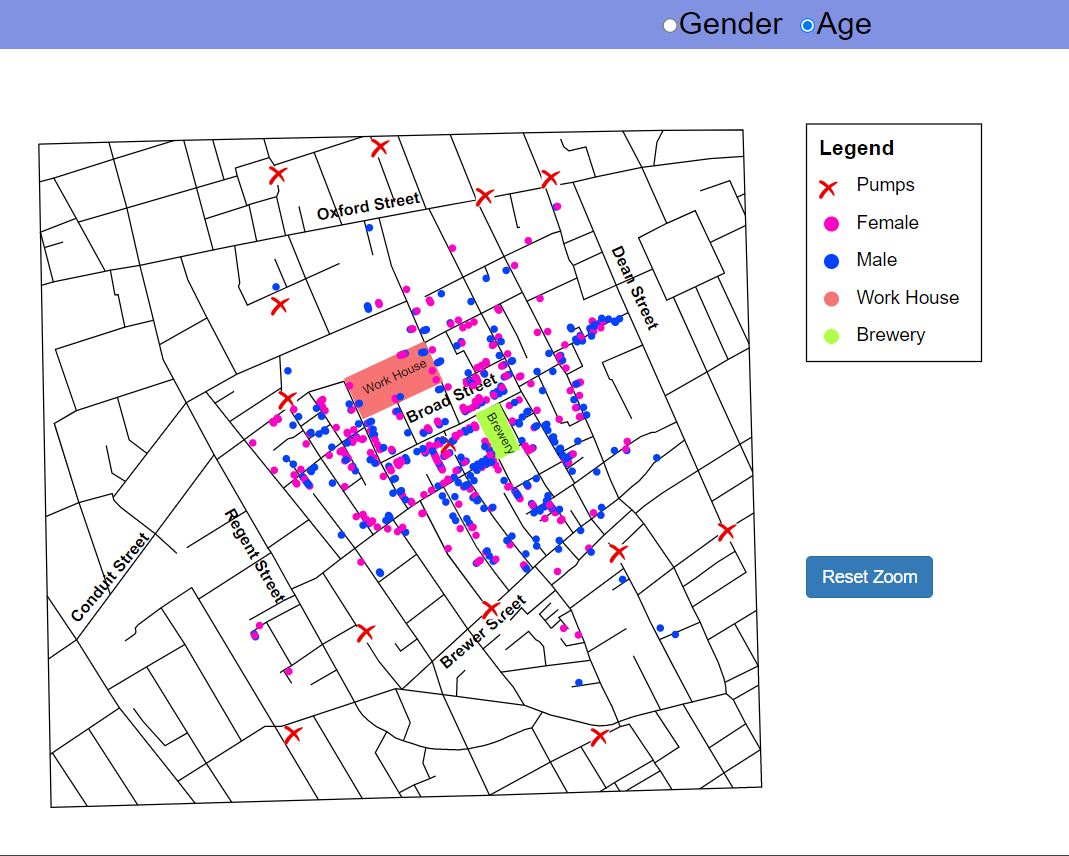 Gender Age
Oxford Street
Dean Street
Work House
Broad Street
Brewery
Regent Street
Conduit Street
Brewer Street
Legend
Pumps
Female
Male
Work House
Brewery
Reset Zoom